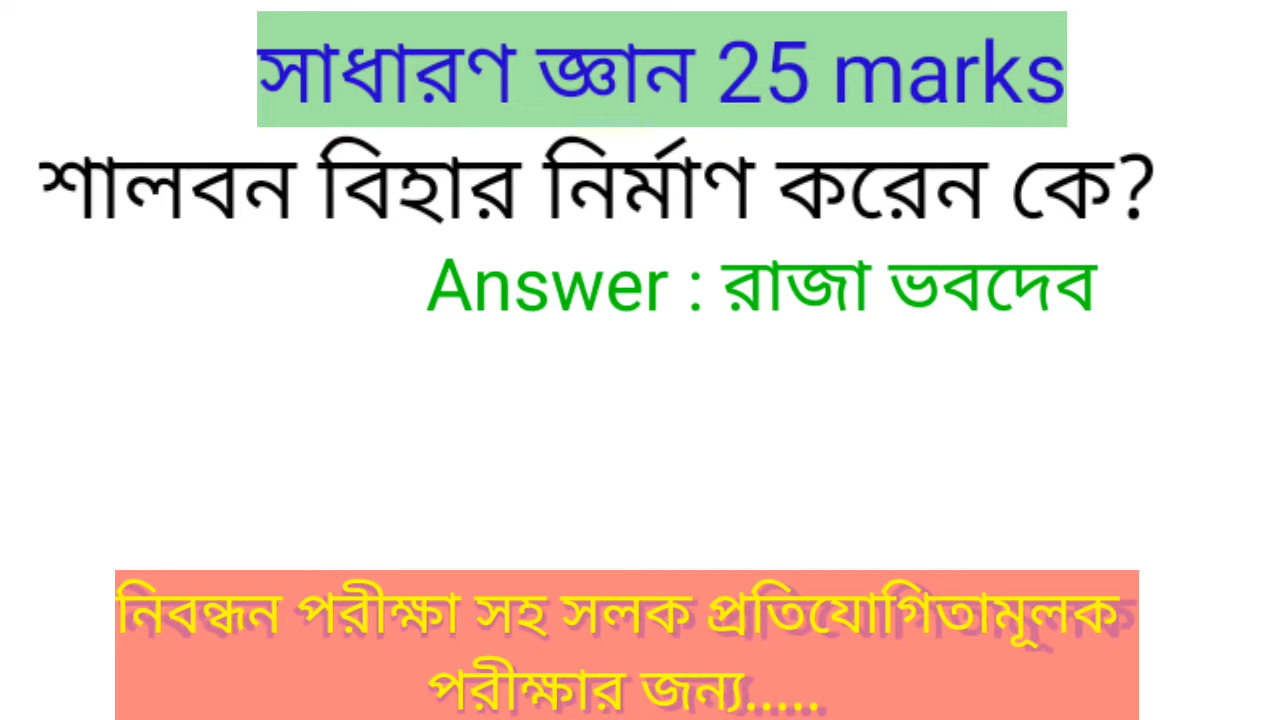 সাধারণ জ্ঞান 25 marks
শালবন বিহার নির্মাণ করেন কে?
Answer : রাজা ভবদেব
নিবন্ধন পরীক্ষা সহ সলক প্রতিযোগিতামূলক
পরীক্ষার জন্য.....